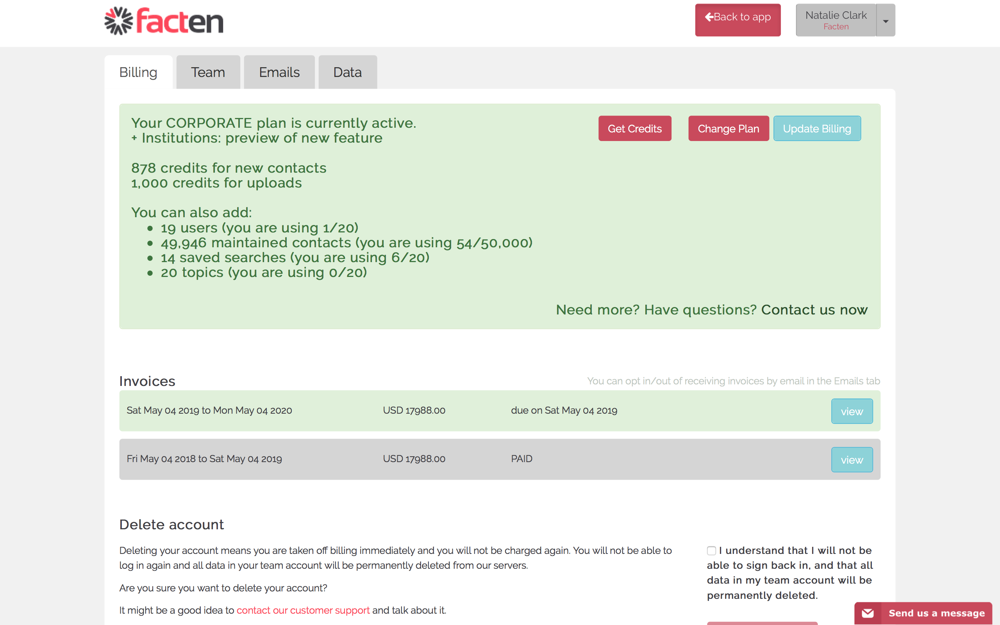 facten
Back to app
Natalie Clark
Facten
Billing
Team
Emails
Data
Your CORPORATE plan is currently active.
+ Institutions: preview of new feature
Get Credits
Change Plan
Update Billing
878 credits for new contacts
1,000 credits for uploads
You can also add:
• 19 users (you are using 1/20)
• 49,946 maintained contacts (you are using 54/50,000)
• 14 saved searches (you are using 6/20)
• 20 topics (you are using 0/20)
Need more? Have questions? Contact us now
Invoices
You can opt in/out of receiving invoices by email in the Emails tab
Sat May 04 2019 to Mon May 04 2020 USD 17988.00 due on Sat May 04 2019 view
Fri May 04 2018 to Sat May 04 2019 USD 17988.00 PAID view
Delete account
Deleting your account means you are taken off billing immediately and you will not be charged again. You will not be able to
log in again and all data in your team account will be permanently deleted from our servers.
Are you sure you want to delete your account?
It might be a good idea to contact our customer support and talk about it.
I understand that I will not be
able to sign back in, and that all
data in my team account will be
permanently deleted.
Send us a message